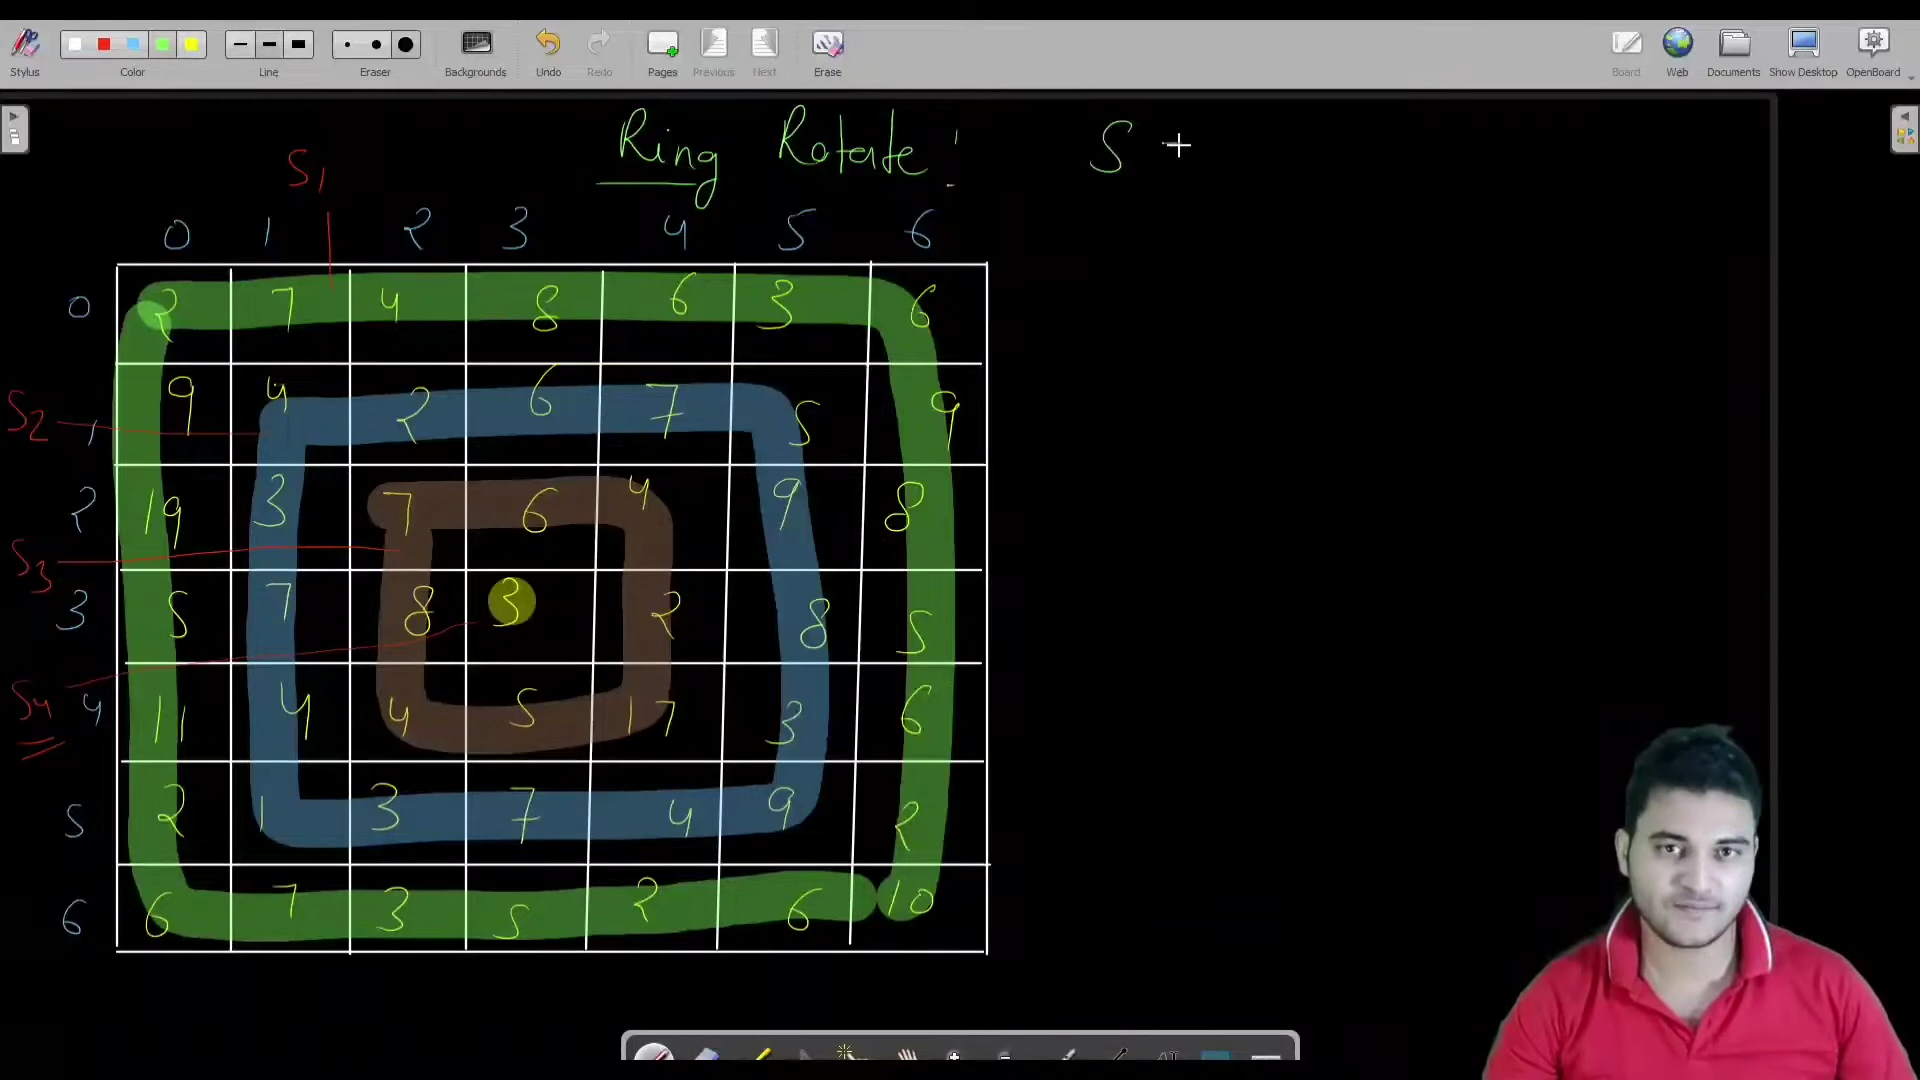 Stylus Color Line Eraser Backgrounds Undo Redo Pages Previous Next Erase Board Web Documents Show Desktop OpenBoard
Ring Rotate: S
S1
0 1 2 3 4 5 6
0 2 7 4 8 6 3 6
S2 1 9 4 2 6 7 5 9
2 19 3 7 6 4 9 8
S3
3 5 7 8 3 2 8 5
S4 4 11 4 4 5 17 3 6
5 2 1 3 7 4 9 2
6 6 7 3 5 2 6 10